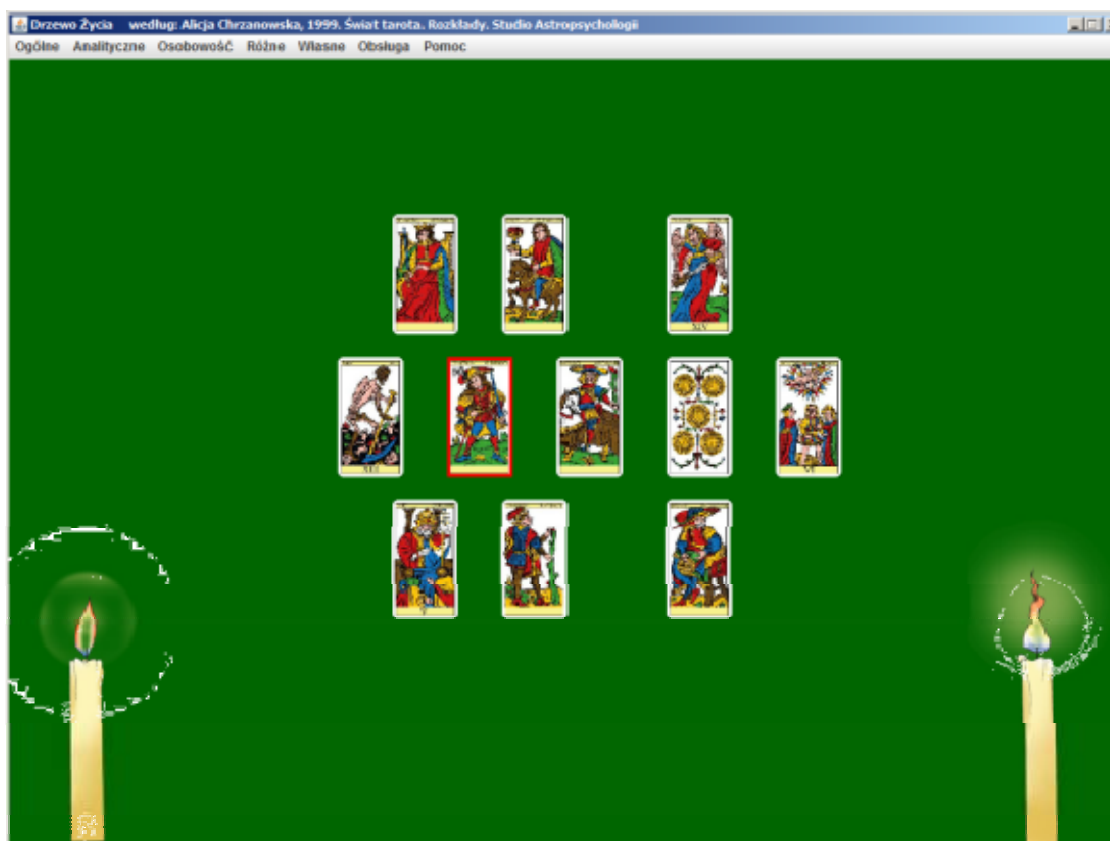 Drzewo Życia według: Alicja Chrzanowska, 1999. Świat tarota. Rozkłady. Studio Astropsychologii
Ogólne Analityczne Osobowość Różne Własne Obsługa Pomoc
XIV